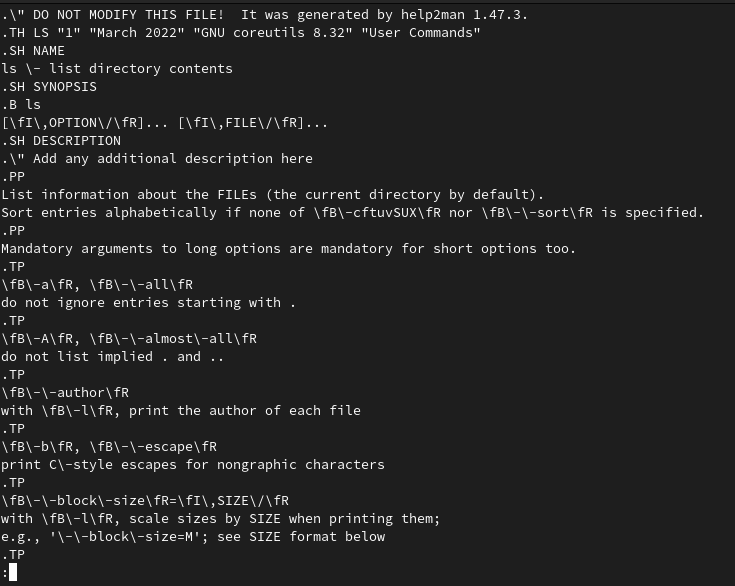 .\" DO NOT MODIFY THIS FILE!  It was generated by help2man 1.47.3.
.TH LS "1" "March 2022" "GNU coreutils 8.32" "User Commands"
.SH NAME
ls \- list directory contents
.SH SYNOPSIS
.B ls
[\fI\,OPTION\/\fR]... [\fI\,FILE\/\fR]...
.SH DESCRIPTION
.\" Add any additional description here
.PP
List information about the FILEs (the current directory by default).
Sort entries alphabetically if none of \fB\-cftuvSUX\fR nor \fB\-\-sort\fR is specified.
.PP
Mandatory arguments to long options are mandatory for short options too.
.TP
\fB\-a\fR, \fB\-\-all\fR
do not ignore entries starting with .
.TP
\fB\-A\fR, \fB\-\-almost\-all\fR
do not list implied . and ..
.TP
\fB\-\-author\fR
with \fB\-l\fR, print the author of each file
.TP
\fB\-b\fR, \fB\-\-escape\fR
print C\-style escapes for nongraphic characters
.TP
\fB\-\-block\-size\fR=\fI\,SIZE\/\fR
with \fB\-l\fR, scale sizes by SIZE when printing them;
e.g., '\-\-block\-size=M'; see SIZE format below
.TP
: